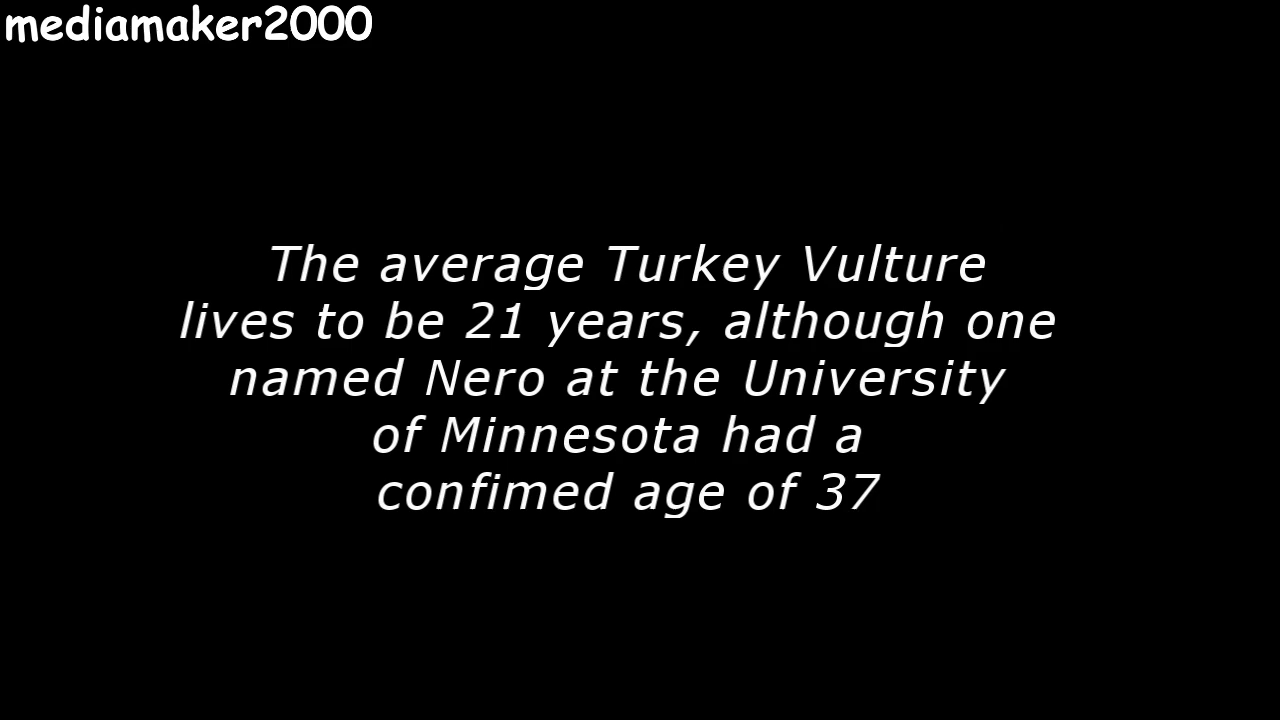 mediamaker2000
The average Turkey Vulture
lives to be 21 years, although one
named Nero at the University
of Minnesota had a
confimed age of 37